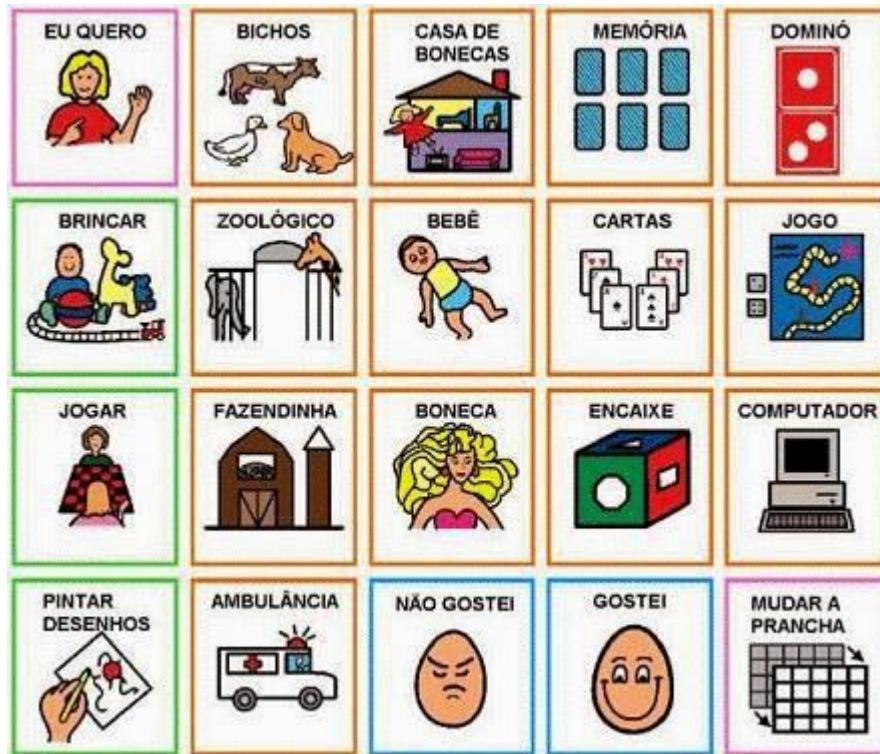 EU QUERO
BICHOS
CASA DE
BONECAS
MEMÓRIA
DOMINÓ
BRINCAR
ZOOLÓGICO
BEBÊ
CARTAS
JOGO
JOGAR
FAZENDINHA
BONECA
ENCAIXE
COMPUTADOR
PINTAR
DESENHOS
AMBULÂNCIA
NÃO GOSTEI
GOSTEI
MUDAR A
PRANCHA